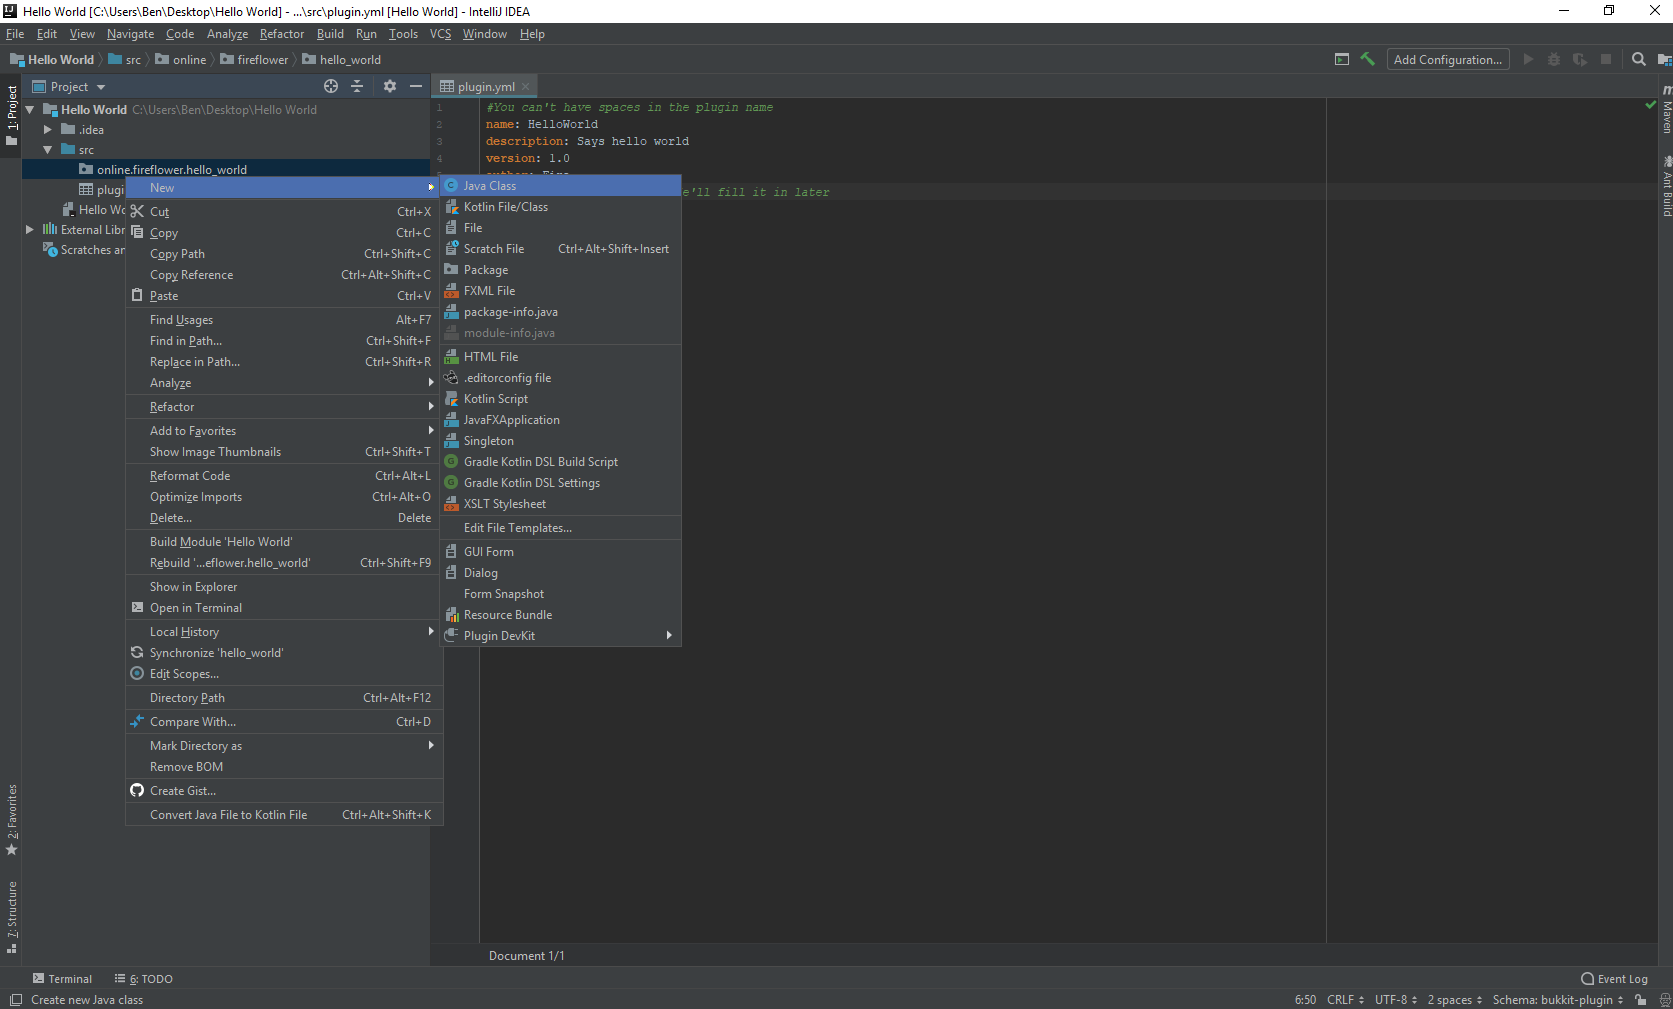 Hello World [C:\Users\Ben\Desktop\Hello World] - ...\src\plugin.yml [Hello World] - IntelliJ IDEA
File Edit View Navigate Code Analyze Refactor Build Run Tools VCS Window Help
Hello World src online fireflower hello_world Add Configuration...
Project plugin.yml
1: Project
Hello World C:\Users\Ben\Desktop\Hello World
.idea
src
online.fireflower.hello_world
plugi
Hello Wo
External Libr
Scratches an
1 #You can't have spaces in the plugin name
2 name: HelloWorld
3 description: Says hello world
4 version: 1.0
e'll fill it in later
New
Cut Ctrl+X
Copy Ctrl+C
Copy Path Ctrl+Shift+C
Copy Reference Ctrl+Alt+Shift+C
Paste Ctrl+V
Find Usages Alt+F7
Find in Path... Ctrl+Shift+F
Replace in Path... Ctrl+Shift+R
Analyze
Refactor
Add to Favorites
Show Image Thumbnails Ctrl+Shift+T
Reformat Code Ctrl+Alt+L
Optimize Imports Ctrl+Alt+O
Delete... Delete
Build Module 'Hello World'
Rebuild '...eflower.hello_world' Ctrl+Shift+F9
Show in Explorer
Open in Terminal
Local History
Synchronize 'hello_world'
Edit Scopes...
Directory Path Ctrl+Alt+F12
Compare With... Ctrl+D
Mark Directory as
Remove BOM
Create Gist...
Convert Java File to Kotlin File Ctrl+Alt+Shift+K
Java Class
Kotlin File/Class
File
Scratch File Ctrl+Alt+Shift+Insert
Package
FXML File
package-info.java
module-info.java
HTML File
.editorconfig file
Kotlin Script
JavaFXApplication
Singleton
Gradle Kotlin DSL Build Script
Gradle Kotlin DSL Settings
XSLT Stylesheet
Edit File Templates...
GUI Form
Dialog
Form Snapshot
Resource Bundle
Plugin DevKit
Maven
Ant Build
2: Favorites
7: Structure
Document 1/1
Terminal 6: TODO Event Log
Create new Java class 6:50 CRLF UTF-8 2 spaces Schema: bukkit-plugin